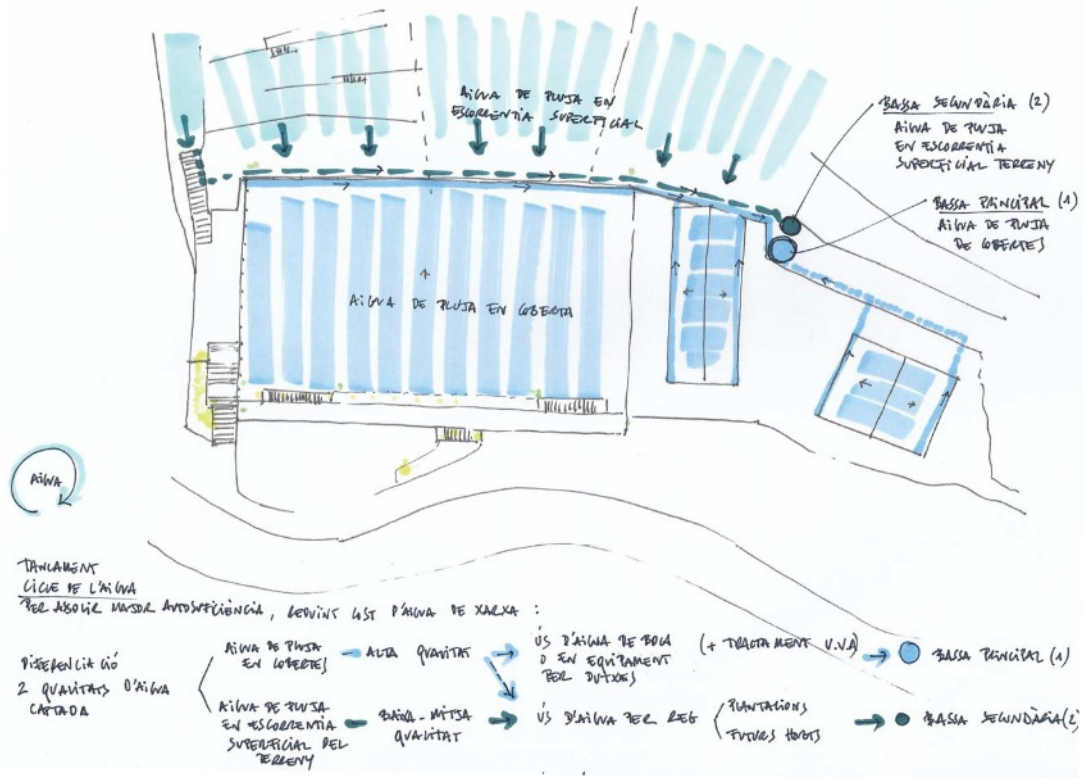 AIGUA DE PLUJA EN
ESCORRENTIA SUPERFICIAL
BASSA SECUNDÀRIA (2)
AIGUA DE PLUJA
EN ESCORRENTIA
SUPERFICIAL TERRENY
BASSA PRINCIPAL (1)
AIGUA DE PLUJA
DE COBERTES
AIGUA DE PLUJA EN COBERTA
AIGUA
TANCAMENT
CICLE DE L'AIGUA
PER ASSOLIR MAJOR AUTOSUFICIÈNCIA, REDUINT COST D'AIGUA DE XARXA :
DIFERENCIACIÓ
2 QUALITATS D'AIGUA
CAPTADA
AIGUA DE PLUJA
EN COBERTES
ALTA QUALITAT
ÚS D'AIGUA DE BOCA
O EN EQUIPAMENT
PER DUTXES
(+ TRACTAMENT U.V.A)
BASSA PRINCIPAL (1)
AIGUA DE PLUJA
EN ESCORRENTIA
SUPERFICIAL DEL
TERRENY
BAIXA-MITJA
QUALITAT
ÚS D'AIGUA PER REG
PLANTACIONS
FUTURS HORTS
BASSA SECUNDÀRIA (2)